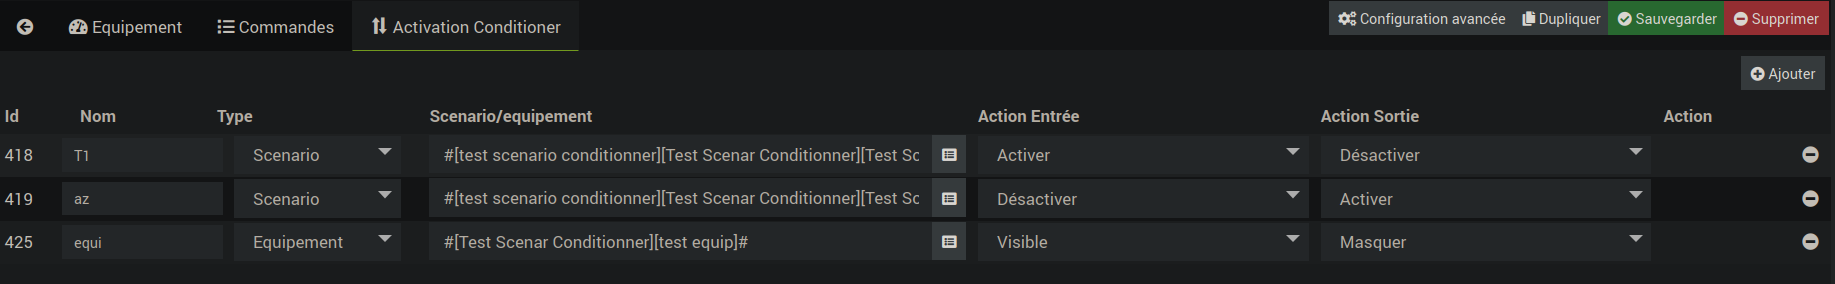 Equipement Commandes Activation Conditioner Configuration avancée Dupliquer Sauvegarder Supprimer
Ajouter
Id Nom Type Scenario/equipement Action Entrée Action Sortie Action
418 T1 Scenario #[test scenario conditionner][Test Scenar Conditionner][Test Sc Activer Désactiver
419 az Scenario #[test scenario conditionner][Test Scenar Conditionner][Test Sc Désactiver Activer
425 equi Equipement #[Test Scenar Conditionner][test equip]# Visible Masquer